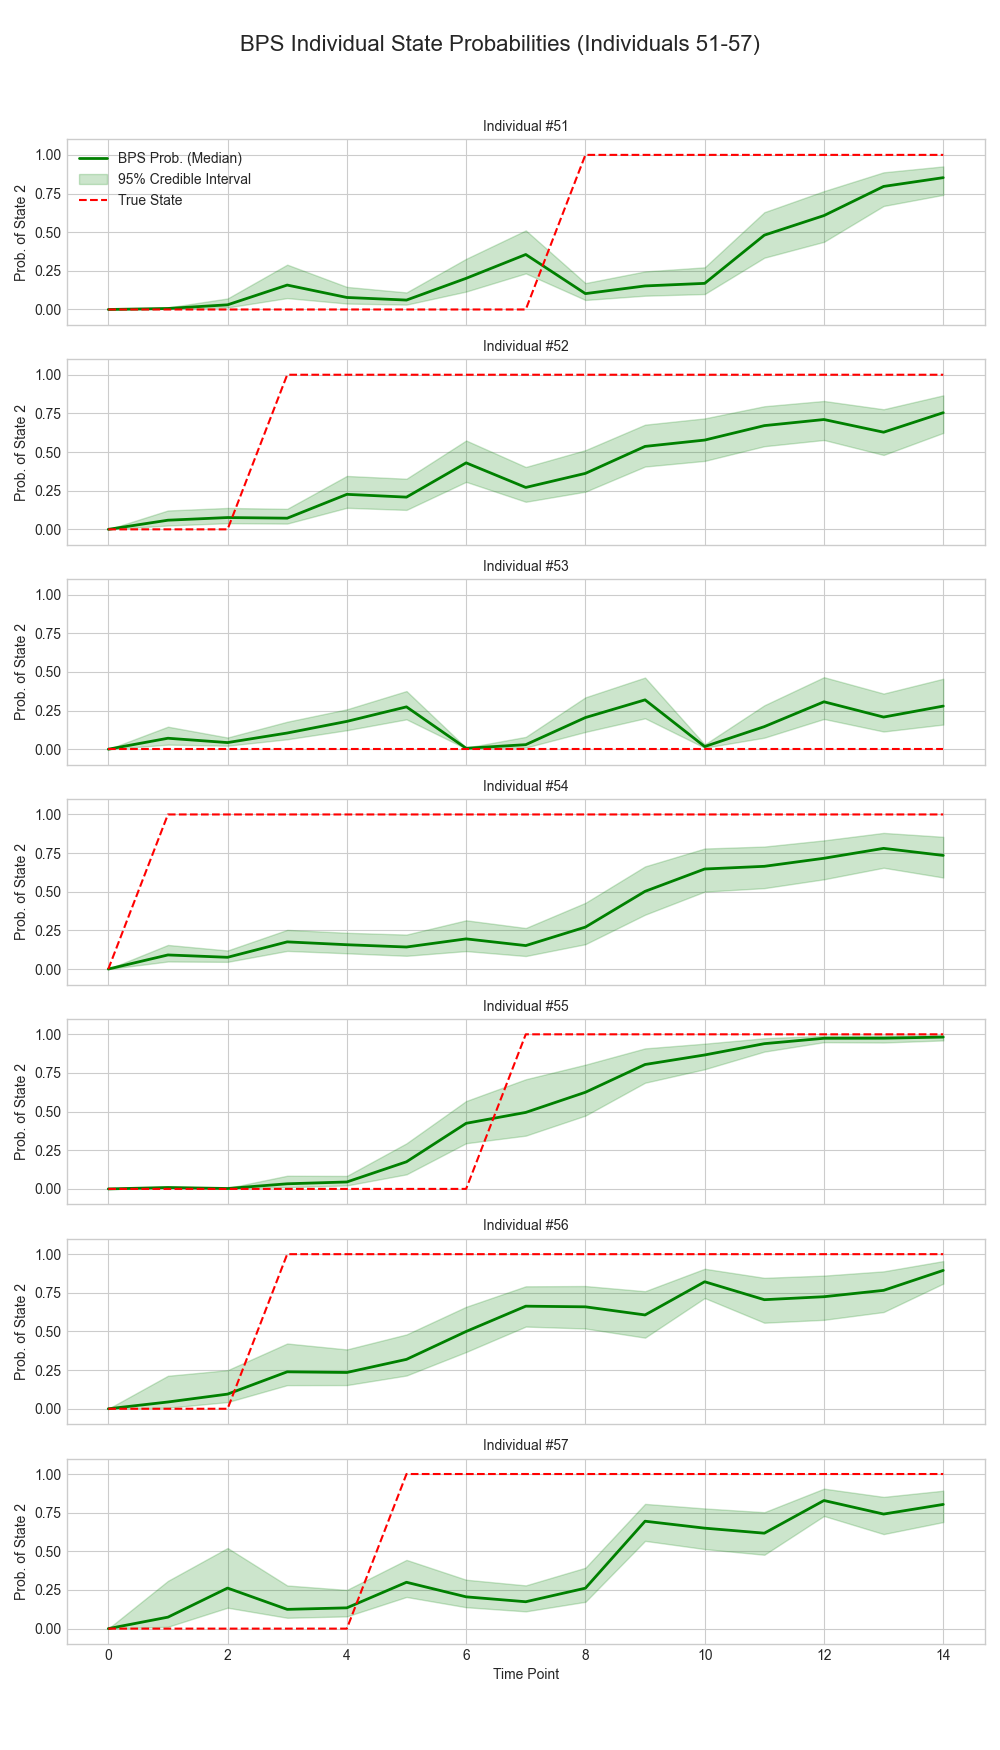 BPS Individual State Probabilities (Individuals 51-57)
Individual #51
BPS Prob. (Median)
95% Credible Interval
True State
Prob. of State 2
1.00
0.75
0.50
0.25
0.00
Individual #52
Prob. of State 2
1.00
0.75
0.50
0.25
0.00
Individual #53
Prob. of State 2
1.00
0.75
0.50
0.25
0.00
Individual #54
Prob. of State 2
1.00
0.75
0.50
0.25
0.00
Individual #55
Prob. of State 2
1.00
0.75
0.50
0.25
0.00
Individual #56
Prob. of State 2
1.00
0.75
0.50
0.25
0.00
Individual #57
Prob. of State 2
1.00
0.75
0.50
0.25
0.00
0 2 4 6 8 10 12 14
Time Point